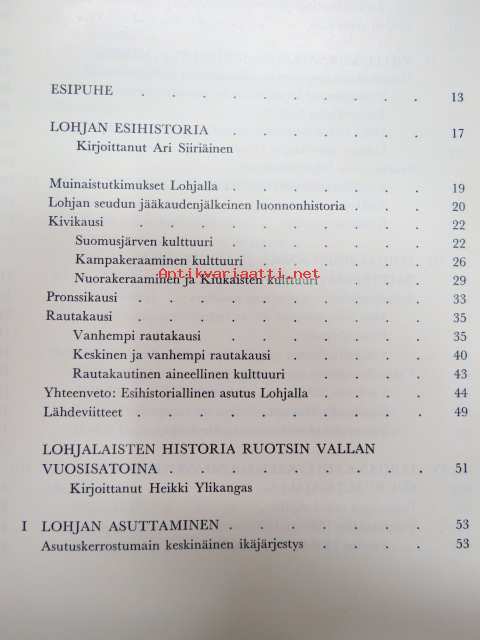 ESIPUHE . . . . . . . . . . 13
LOHJAN ESIHISTORIA . . . . . . . 17
Kirjoittanut Ari Siiriäinen
Muinaistutkimukset Lohjalla . . . . . . . 19
Lohjan seudun jääkaudenjälkeinen luonnonhistoria . . . 20
Kivikausi . . . . . . . . . . 22
Suomusjärven kulttuuri . . . . . . . 22
Kampakeraaminen kulttuuri . . . . . . 26
Antikvariaatti.net
Nuorakeraaminen ja Kiukaisten kulttuuri . . . . 29
Pronssikausi . . . . . . . . . . 33
Rautakausi . . . . . . . . . . 35
Vanhempi rautakausi . . . . . . . 35
Keskinen ja vanhempi rautakausi . . . . . 40
Rautakautinen aineellinen kulttuuri . . . . . 43
Yhteenveto: Esihistoriallinen asutus Lohjalla . . . . 44
Lähdeviitteet . . . . . . . . . . 49
LOHJALAISTEN HISTORIA RUOTSIN VALLAN
VUOSISATOINA . . . . . . . . . 51
Kirjoittanut Heikki Ylikangas
I LOHJAN ASUTTAMINEN . . . . . . . 53
Asutuskerrostumain keskinäinen ikäjärjestys . . . . 53